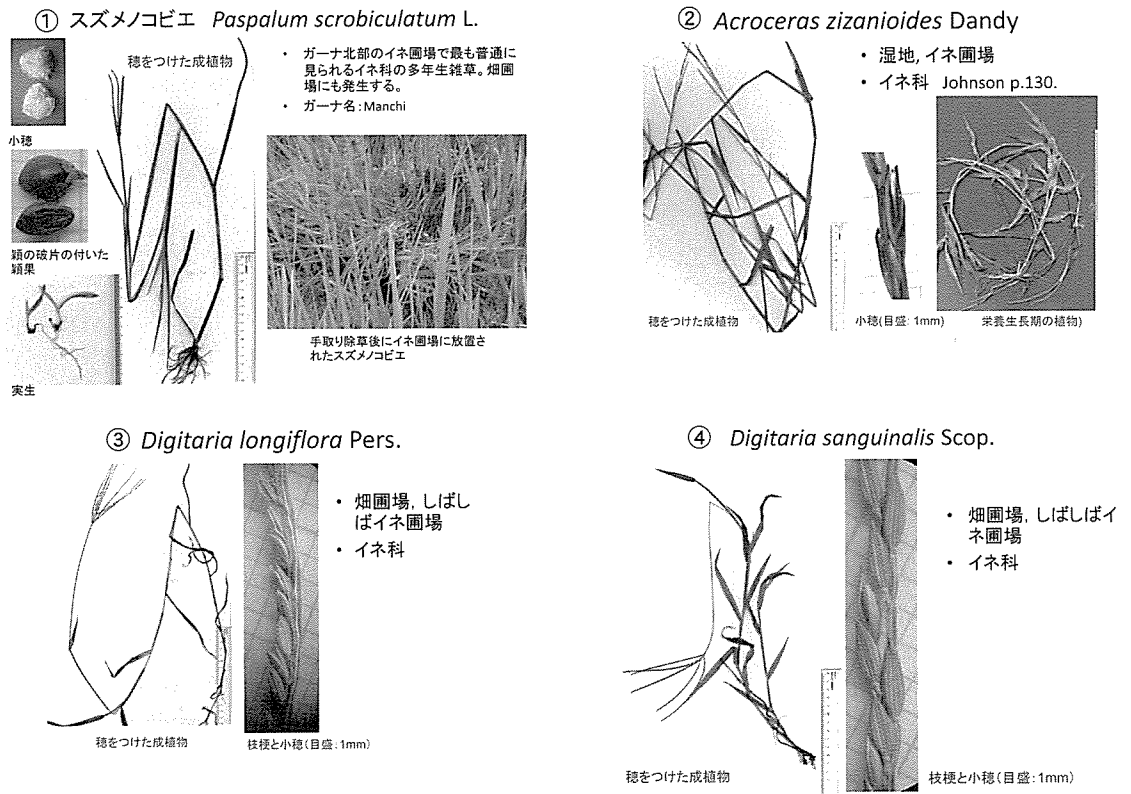 ① スズメノコビエ Paspalum scrobiculatum L.
穂をつけた成植物
• ガーナ北部のイネ圃場で最も普通に
見られるイネ科の多年生雑草。畑圃
場にも発生する。
• ガーナ名：Manchi
小穂
穎の破片の付いた
穎果
実生
手取り除草後にイネ圃場に放置さ
れたスズメノコビエ
② Acroceras zizanioides Dandy
• 湿地, イネ圃場
• イネ科 Johnson p.130.
穂をつけた成植物
小穂(目盛: 1mm)
栄養生長期の植物)
③ Digitaria longiflora Pers.
• 畑圃場, しばし
ばイネ圃場
• イネ科
穂をつけた成植物
枝梗と小穂(目盛: 1mm)
④ Digitaria sanguinalis Scop.
• 畑圃場, しばしばイ
ネ圃場
• イネ科
穂をつけた成植物
枝梗と小穂(目盛: 1mm)